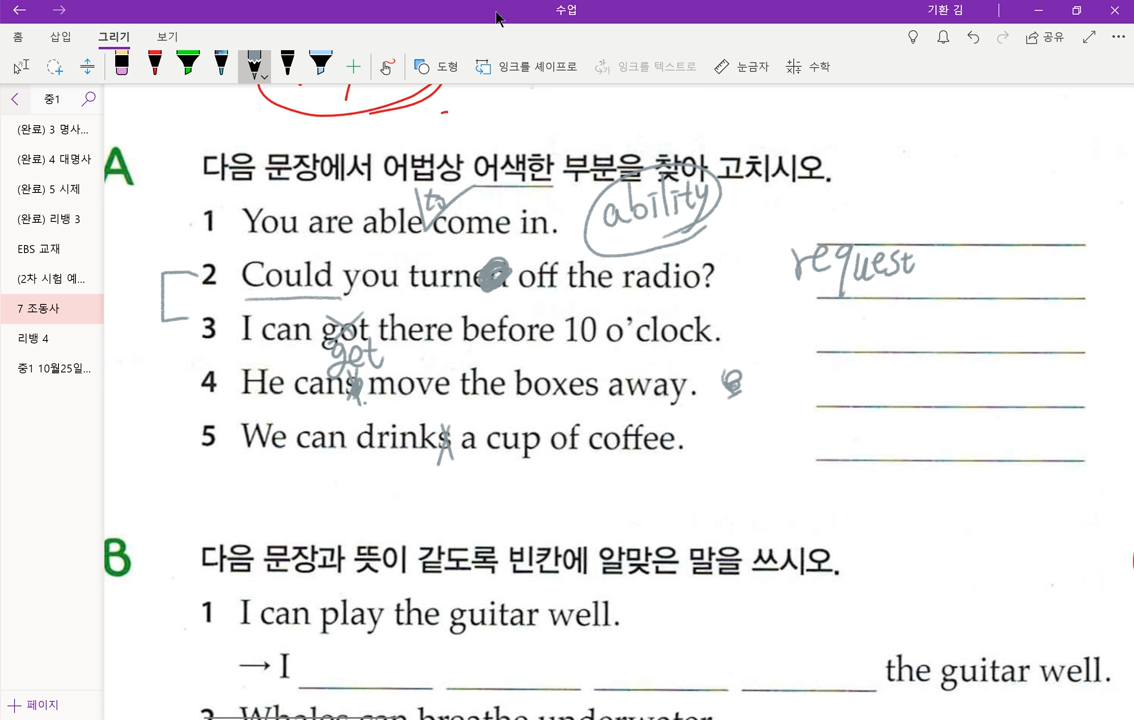 수업
기환 김
홈 삽입 그리기 보기
공유
도형 잉크를 셰이프로 잉크를 텍스트로 눈금자 수학
중1
(완료) 3 명사...
(완료) 4 대명사
(완료) 5 시제
(완료) 리뱅 3
EBS 교재
(2차 시험 예...
7 조동사
리뱅 4
중1 10월25일...
페이지
A 다음 문장에서 어법상 어색한 부분을 찾아 고치시오.
to
ability
1 You are able come in.
request
2 Could you turned off the radio?
3 I can got there before 10 o'clock.
get
4 He cans move the boxes away.
5 We can drinks a cup of coffee.
B 다음 문장과 뜻이 같도록 빈칸에 알맞은 말을 쓰시오.
1 I can play the guitar well.
→ I the guitar well.
2 Whales can breathe underwater.